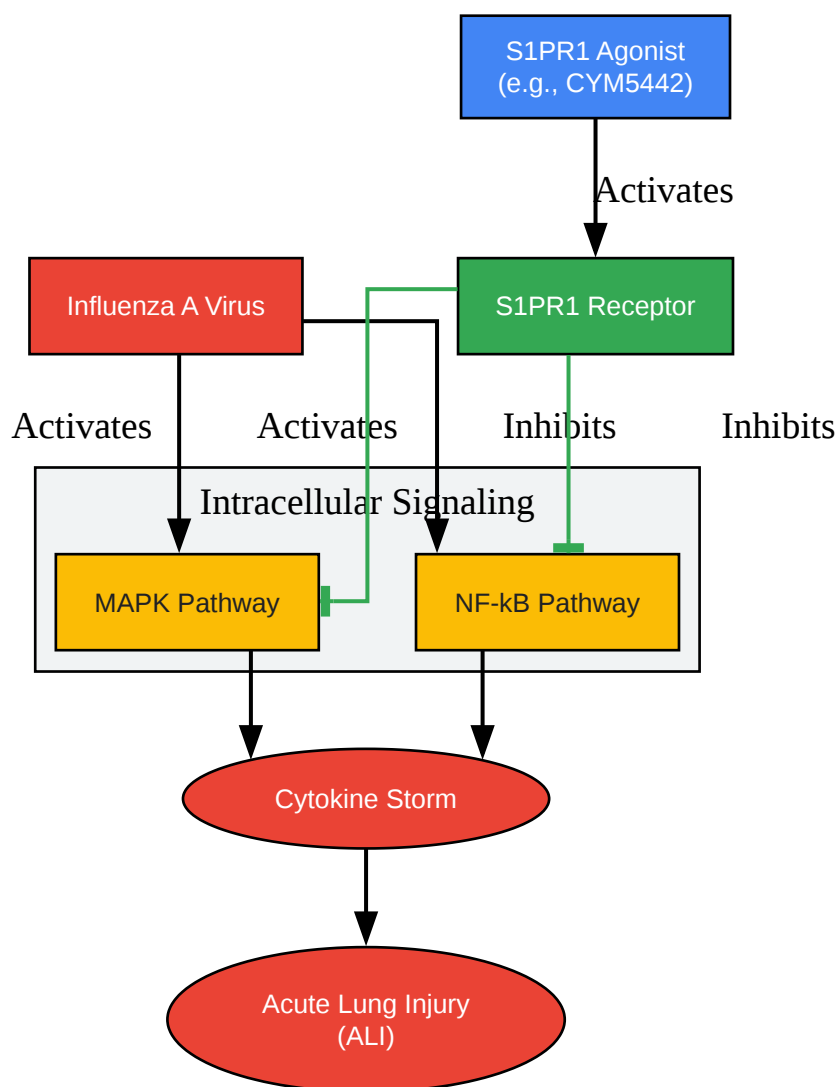 S1PR1 Agonist
(e.g., CYM5442)
Activates
Influenza A Virus
S1PR1 Receptor
Activates
Activates
Inhibits
Inhibits
Intracellular Signaling
MAPK Pathway
NF-kB Pathway
Cytokine Storm
Acute Lung Injury
(ALI)